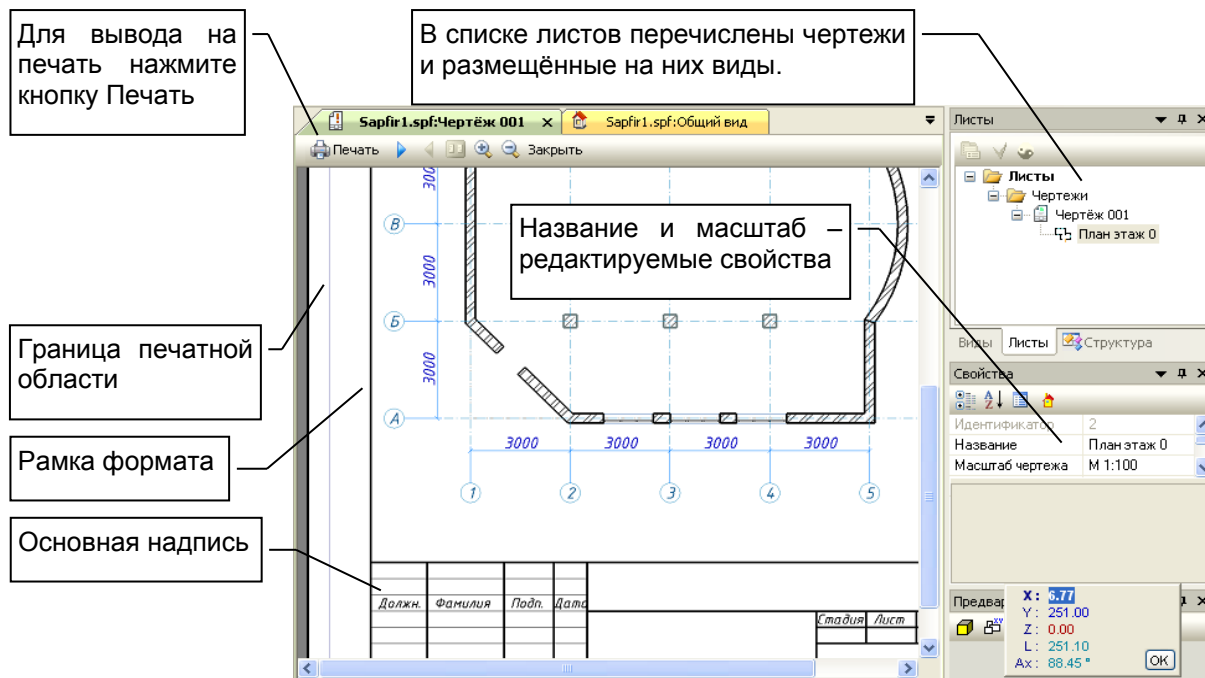 Для вывода на
печать нажмите
кнопку Печать
В списке листов перечислены чертежи
и размещённые на них виды.
Sapfir1.spf:Чертёж 001
Sapfir1.spf:Общий вид
Листы
Печать
Закрыть
Листы
Чертежи
Чертёж 001
План этаж 0
3000
В
Название и масштаб –
редактируемые свойства
3000
Б
Граница печатной
области
3000
Виды Листы Структура
Свойства
А
Идентификатор 2
Название План этаж 0
Масштаб чертежа М 1:100
3000 3000 3000 3000
Рамка формата
1 2 3 4 5
Основная надпись
Должн. Фамилия Подп. Дата
Стадия Лист
X: 6.77
Y: 251.00
Z: 0.00
L: 251.10
Ax: 88.45 °
OK